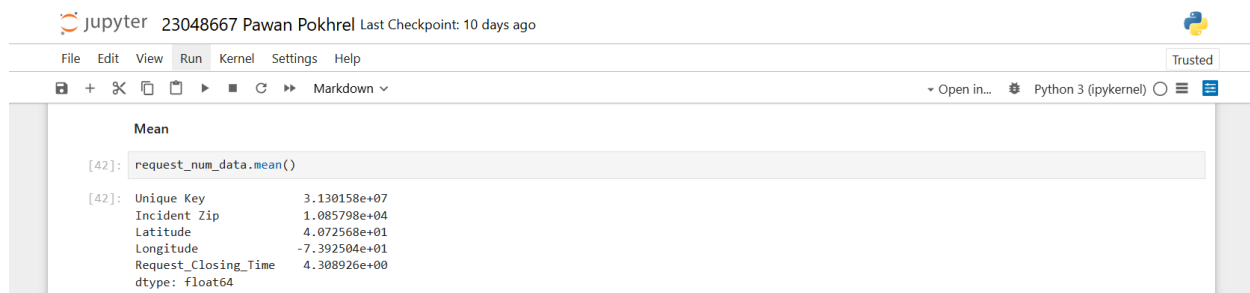 jupyter 23048667 Pawan Pokhrel Last Checkpoint: 10 days ago
File Edit View Run Kernel Settings Help Trusted
Markdown Open in... Python 3 (ipykernel)
Mean
[42]: request_num_data.mean()
[42]: Unique Key 3.130158e+07
Incident Zip 1.085798e+04
Latitude 4.072568e+01
Longitude -7.392504e+01
Request_Closing_Time 4.308926e+00
dtype: float64